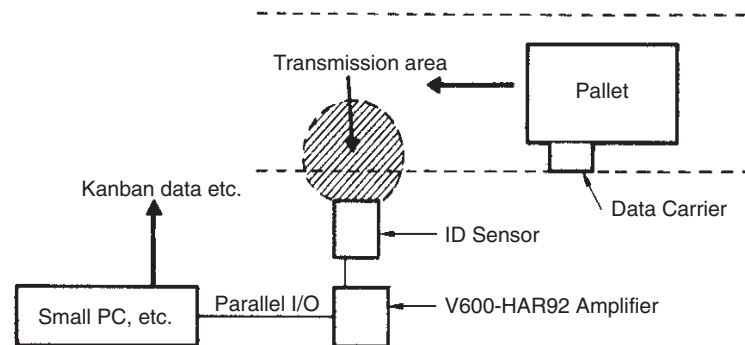 Transmission area
Pallet
Kanban data etc.
Data Carrier
ID Sensor
Small PC, etc.
Parallel I/O
V600-HAR92 Amplifier